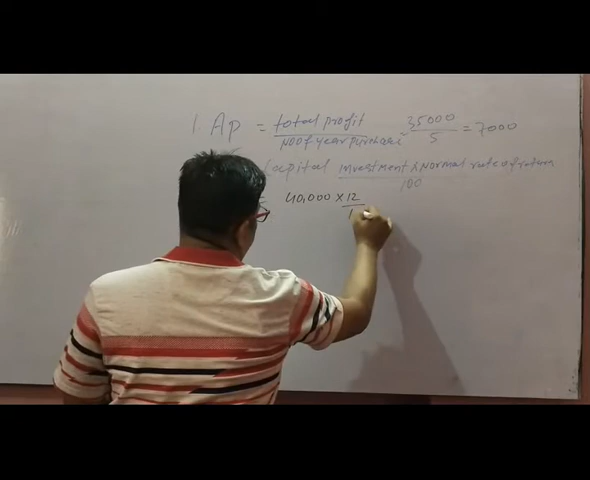 1. Ap = total profit / No of year purchase = 35000 / 5 = 7000
Capital investment x Normal rate of return / 100
40,000 x 12 / 1